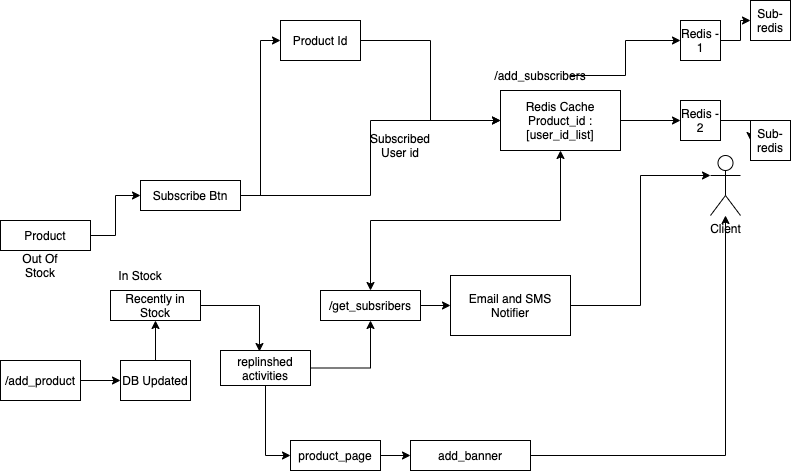 Sub-
redis
Product Id
Redis -
1
/add_subscribers
Redis Cache
Product_id :
[user_id_list]
Redis -
2
Sub-
redis
Subscribed
User id
Subscribe Btn
Product
Out Of
Stock
Client
In Stock
Recently in
Stock
/get_subsribers
Email and SMS
Notifier
replinshed
activities
/add_product
DB Updated
product_page
add_banner